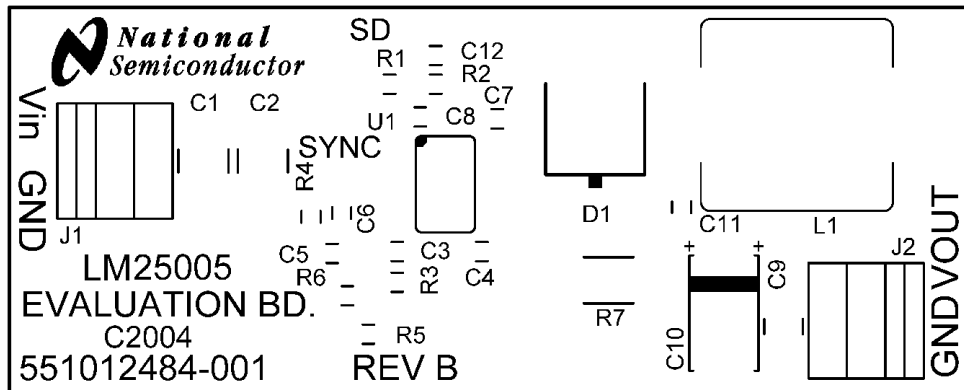 National
Semiconductor
SD
R1
C12
R2
C1
C2
C7
U1
C8
Vin
GND
SYNC
R4
C6
J1
D1
C11
L1
C5
C3
C4
R6
R3
J2
LM25005
EVALUATION BD.
C2004
551012484-001
R5
REV B
R7
C10
C9
GND VOUT